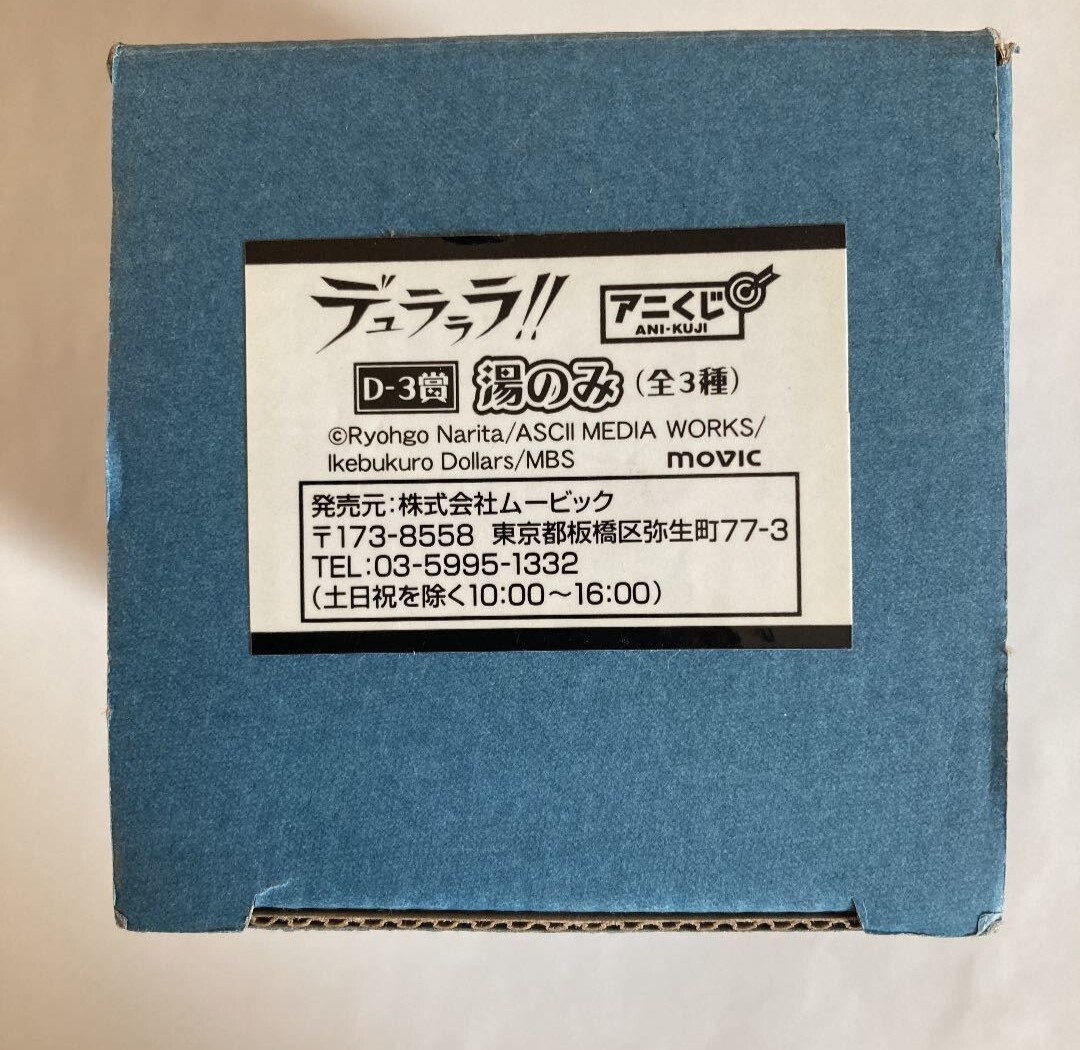 デュラララ!!
アニくじ
ANI-KUJI
D-3賞 湯のみ (全3種)
©Ryohgo Narita/ASCII MEDIA WORKS/
Ikebukuro Dollars/MBS movic
発売元:株式会社ムービック
〒173-8558 東京都板橋区弥生町77-3
TEL:03-5995-1332
(土日祝を除く10:00〜16:00)